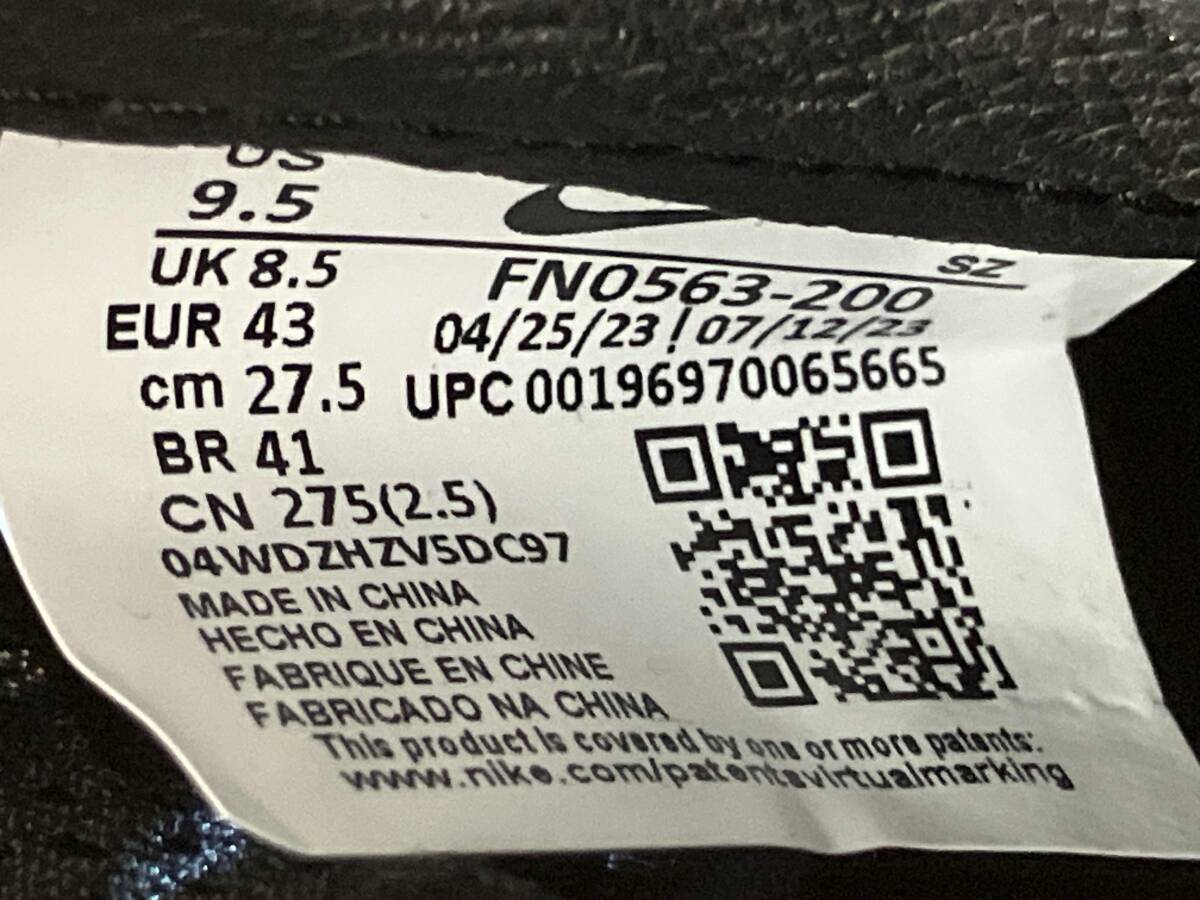 US
9.5
SZ
UK 8.5
FN0563-200
EUR 43
04/25/23 ! 07/12/23
cm 27.5
UPC 00196970065665
BR 41
CN 275(2.5)
04WDZHZV5DC97
MADE IN CHINA
HECHO EN CHINA
FABRIQUE EN CHINE
FABRICADO NA CHINA
This product is covered by one or more patents:
www.nike.com/patentsvirtualmarking